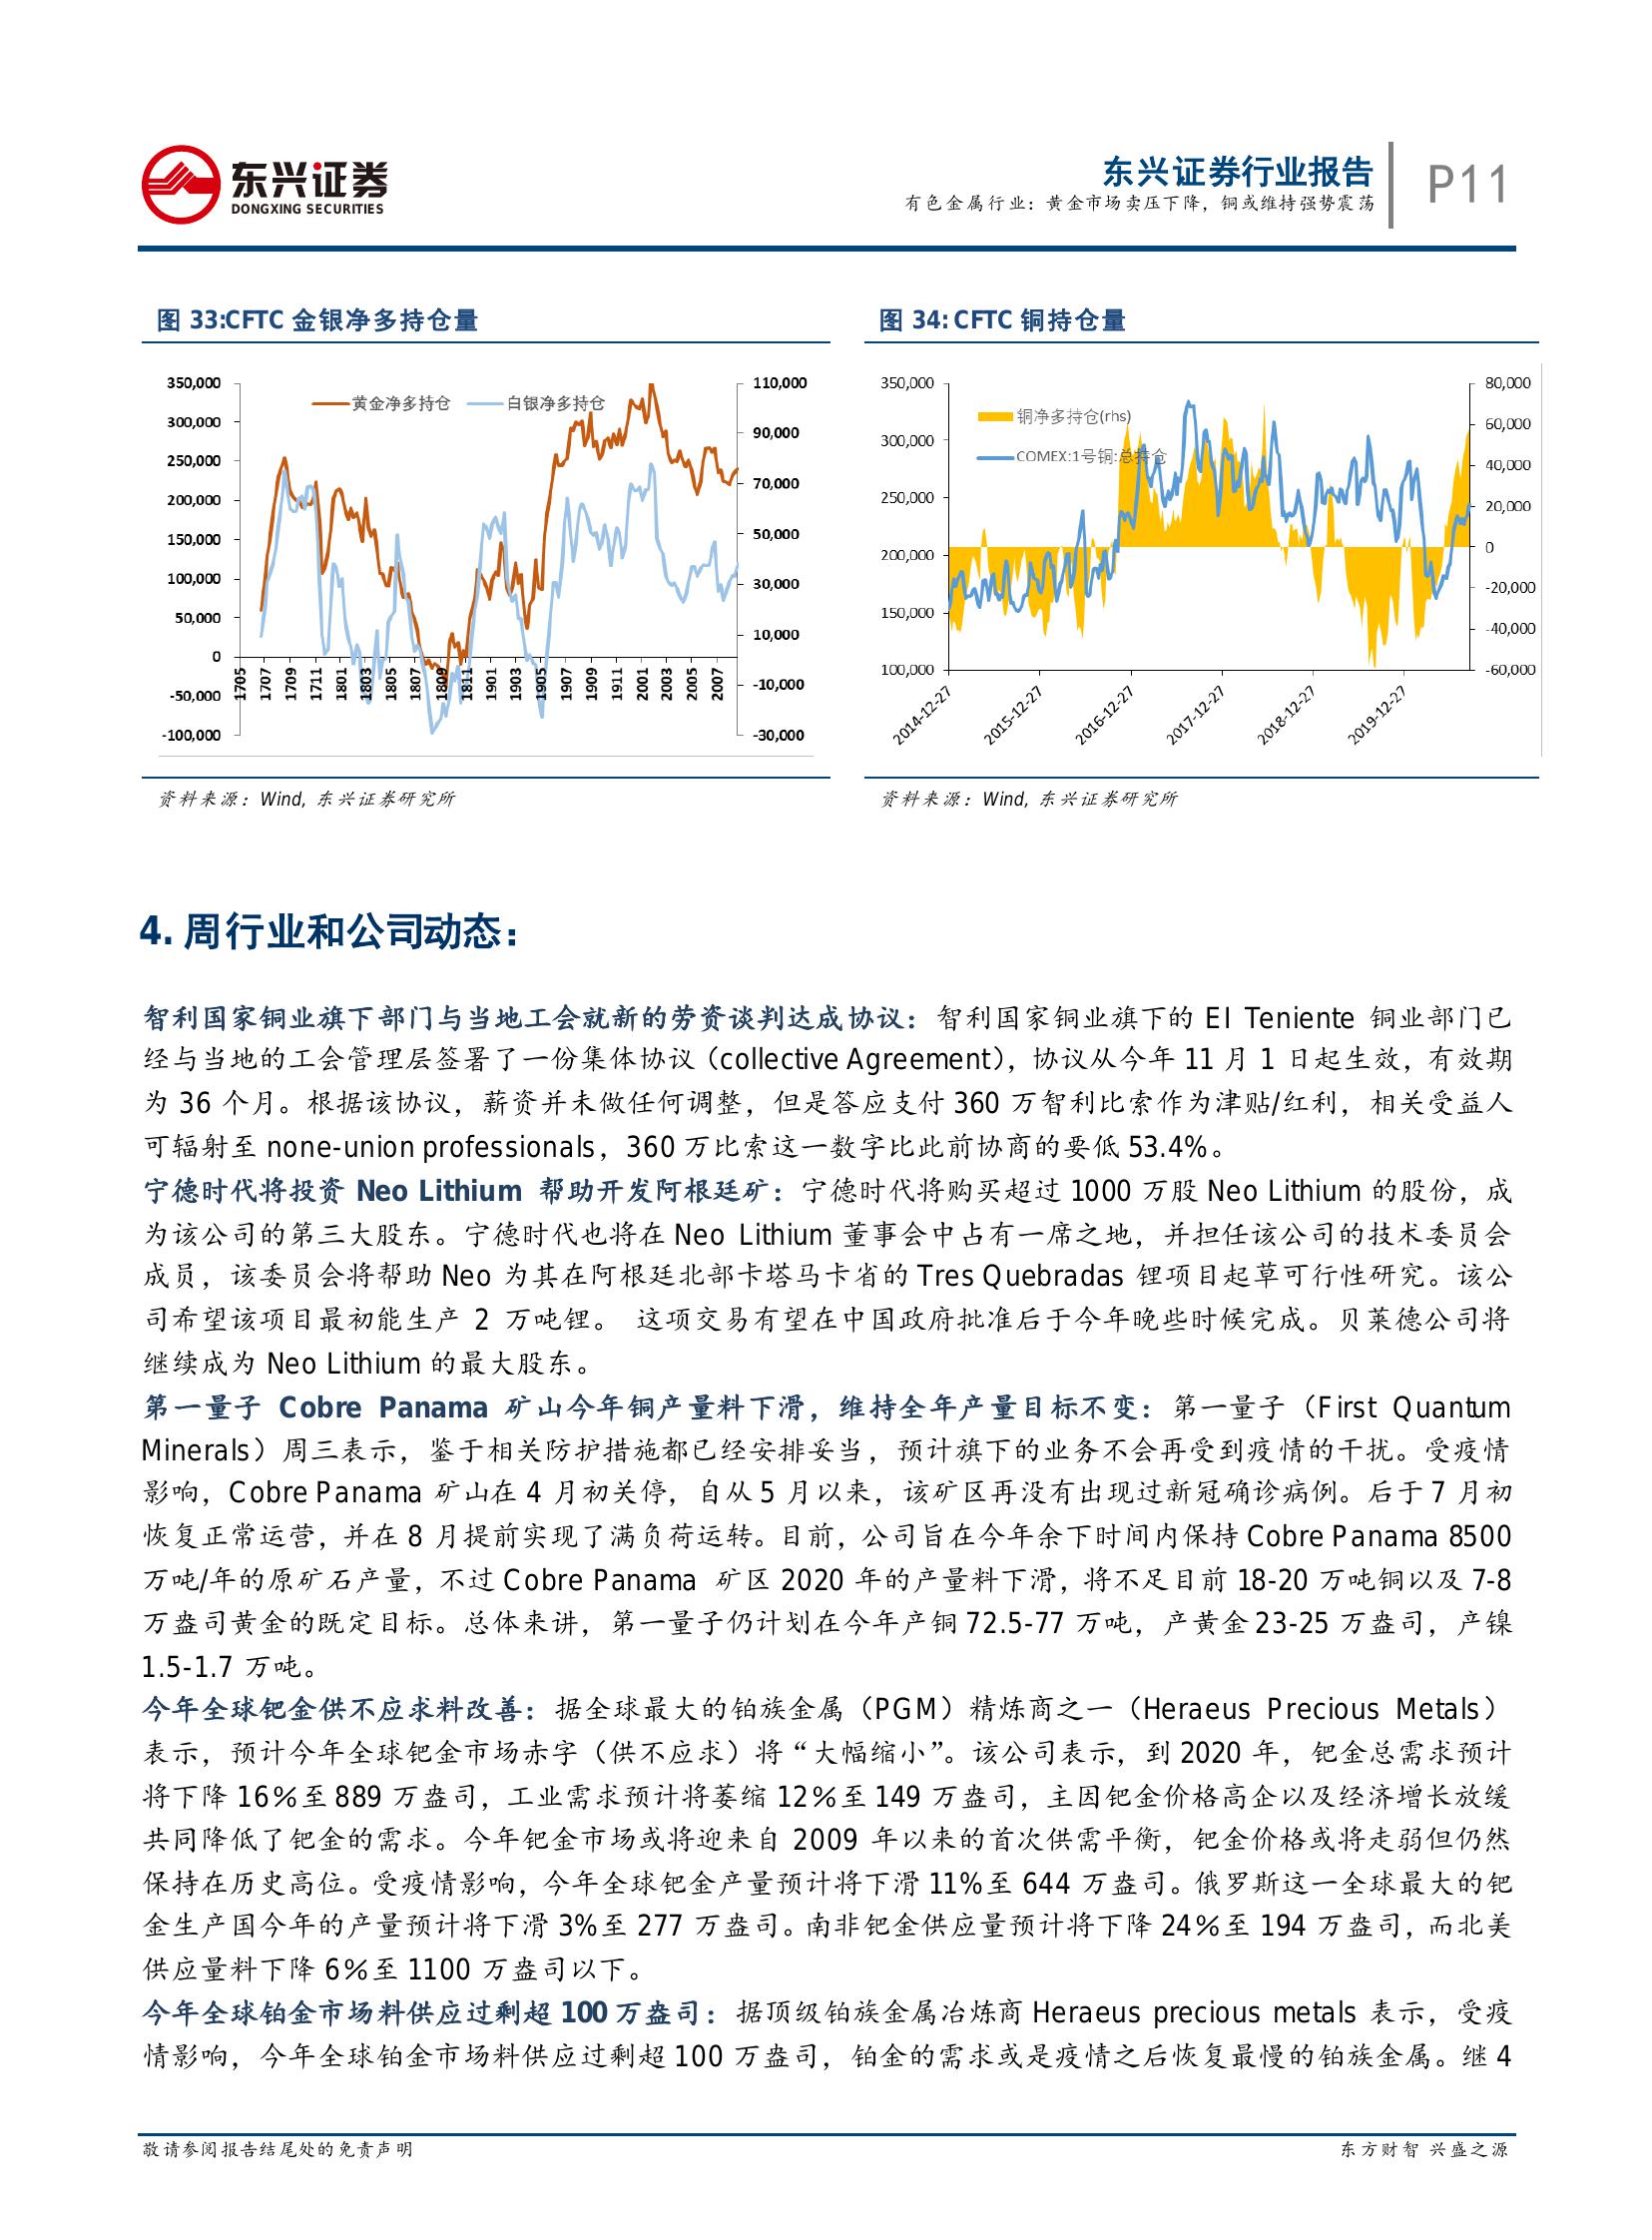 东兴证券
DONGXING SECURITIES
东兴证券行业报告
有色金属行业：黄金市场卖压下降，铜或维持强势震荡
P11
图 33:CFTC 金银净多持仓量
350,000
300,000
250,000
200,000
150,000
100,000
50,000
0
-50,000
-100,000
黄金净多持仓
白银净多持仓
110,000
90,000
70,000
50,000
30,000
10,000
-10,000
-30,000
1705
1707
1709
1711
1801
1803
1805
1807
1809
1811
1901
1903
1905
1907
1909
1911
2001
2003
2005
2007
资料来源：Wind, 东兴证券研究所
图 34: CFTC 铜持仓量
350,000
300,000
250,000
200,000
150,000
100,000
铜净多持仓(rhs)
COMEX:1号铜:总持仓
80,000
60,000
40,000
20,000
0
-20,000
-40,000
-60,000
2014-12-27
2015-12-27
2016-12-27
2017-12-27
2018-12-27
2019-12-27
资料来源：Wind, 东兴证券研究所
4. 周行业和公司动态：
智利国家铜业旗下部门与当地工会就新的劳资谈判达成协议：智利国家铜业旗下的 El Teniente 铜业部门已
经与当地的工会管理层签署了一份集体协议（collective Agreement），协议从今年 11 月 1 日起生效，有效期
为 36 个月。根据该协议，薪资并未做任何调整，但是答应支付 360 万智利比索作为津贴/红利，相关受益人
可辐射至 none-union professionals，360 万比索这一数字比此前协商的要低 53.4%。
宁德时代将投资 Neo Lithium 帮助开发阿根廷矿：宁德时代将购买超过 1000 万股 Neo Lithium 的股份，成
为该公司的第三大股东。宁德时代也将在 Neo Lithium 董事会中占有一席之地，并担任该公司的技术委员会
成员，该委员会将帮助 Neo 为其在阿根廷北部卡塔马卡省的 Tres Quebradas 锂项目起草可行性研究。该公
司希望该项目最初能生产 2 万吨锂。 这项交易有望在中国政府批准后于今年晚些时候完成。贝莱德公司将
继续成为 Neo Lithium 的最大股东。
第一量子 Cobre Panama 矿山今年铜产量料下滑，维持全年产量目标不变：第一量子（First Quantum
Minerals）周三表示，鉴于相关防护措施都已经安排妥当，预计旗下的业务不会再受到疫情的干扰。受疫情
影响，Cobre Panama 矿山在 4 月初关停，自从 5 月以来，该矿区再没有出现过新冠确诊病例。后于 7 月初
恢复正常运营，并在 8 月提前实现了满负荷运转。目前，公司旨在今年余下时间内保持 Cobre Panama 8500
万吨/年的原矿石产量，不过 Cobre Panama 矿区 2020 年的产量料下滑，将不足目前 18-20 万吨铜以及 7-8
万盎司黄金的既定目标。总体来讲，第一量子仍计划在今年产铜 72.5-77 万吨，产黄金 23-25 万盎司，产镍
1.5-1.7 万吨。
今年全球钯金供不应求料改善：据全球最大的铂族金属（PGM）精炼商之一（Heraeus Precious Metals）
表示，预计今年全球钯金市场赤字（供不应求）将“大幅缩小”。该公司表示，到 2020 年，钯金总需求预计
将下降 16%至 889 万盎司，工业需求预计将萎缩 12%至 149 万盎司，主因钯金价格高企以及经济增长放缓
共同降低了钯金的需求。今年钯金市场或将迎来自 2009 年以来的首次供需平衡，钯金价格或将走弱但仍然
保持在历史高位。受疫情影响，今年全球钯金产量预计将下滑 11%至 644 万盎司。俄罗斯这一全球最大的钯
金生产国今年的产量预计将下滑 3%至 277 万盎司。南非钯金供应量预计将下降 24%至 194 万盎司，而北美
供应量料下降 6%至 1100 万盎司以下。
今年全球铂金市场料供应过剩超 100 万盎司：据顶级铂族金属冶炼商 Heraeus precious metals 表示，受疫
情影响，今年全球铂金市场料供应过剩超 100 万盎司，铂金的需求或是疫情之后恢复最慢的铂族金属。继 4
敬请参阅报告结尾处的免责声明
东方财智 兴盛之源